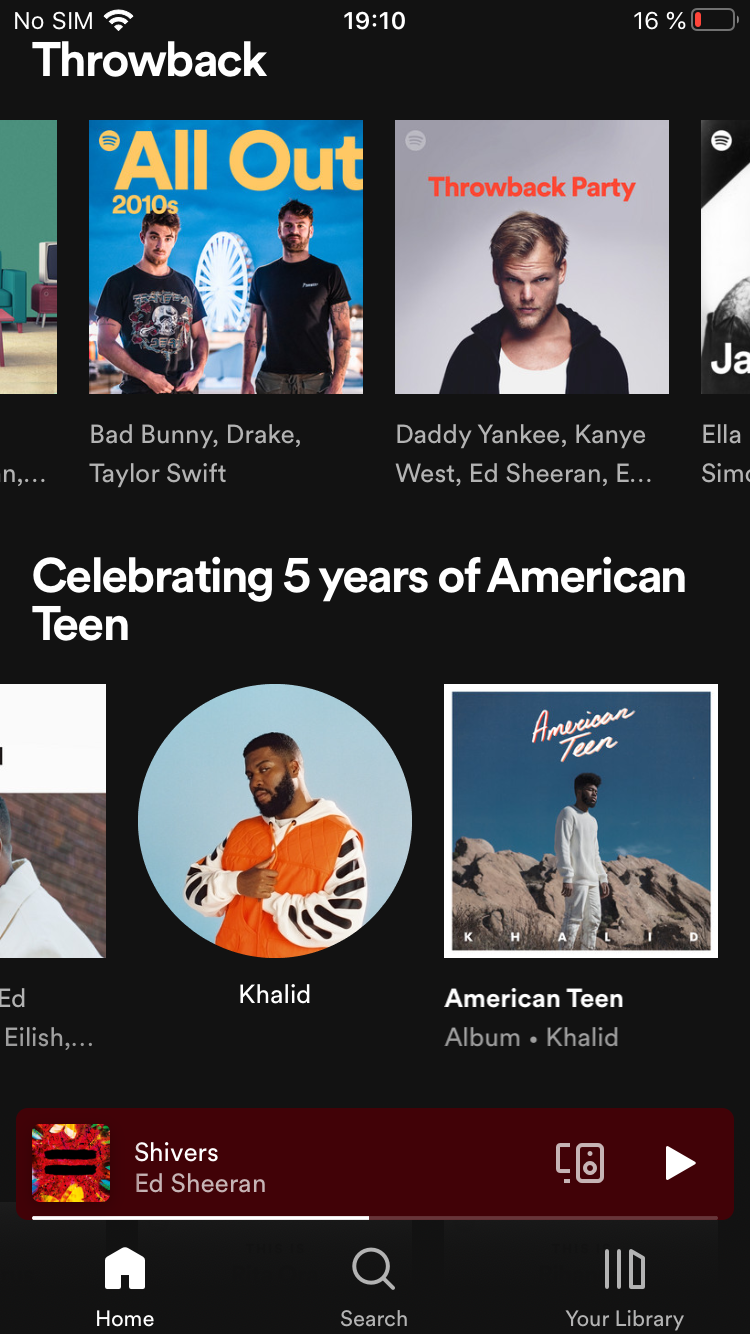 No SIM 19:10 16 %
Throwback
All Out
2010s
Throwback Party
Ja
Bad Bunny, Drake,
Taylor Swift
Daddy Yankee, Kanye
West, Ed Sheeran, E...
Ella
n,...
Celebrating 5 years of American
Teen
American
Teen
KHALID
Ed
Eilish,...
Khalid
American Teen
Album • Khalid
Shivers
Ed Sheeran
Home
Search
Your Library